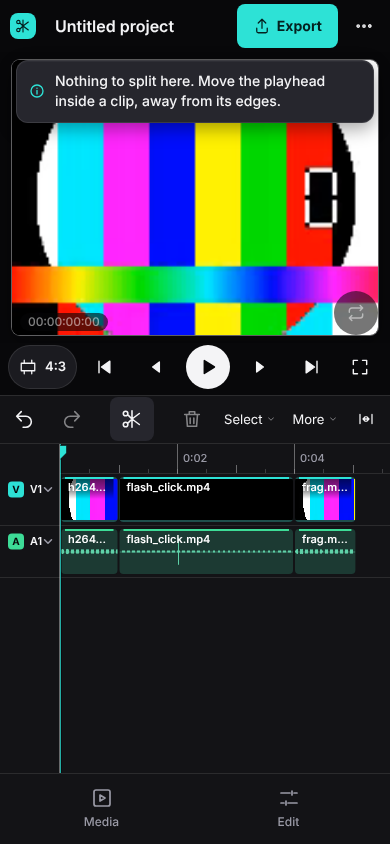 Untitled project
Export
Nothing to split here. Move the playhead
inside a clip, away from its edges.
00:00:00:00
4:3
Select
More
0:02
0:04
V
V1
h264...
flash_click.mp4
frag.m...
A
A1
h264...
flash_click.mp4
frag.m...
Media
Edit